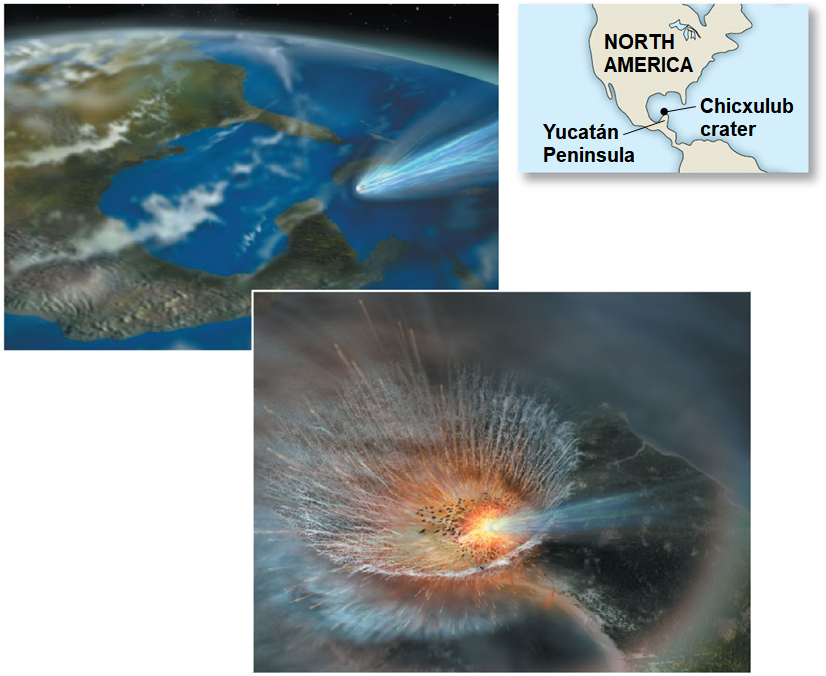 NORTH
AMERICA
Chicxulub
crater
Yucatán
Peninsula